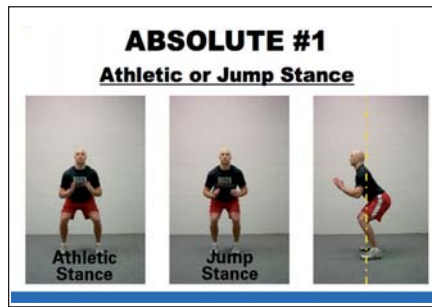 ABSOLUTE #1
Athletic or Jump Stance
Athletic
Stance
Jump
Stance